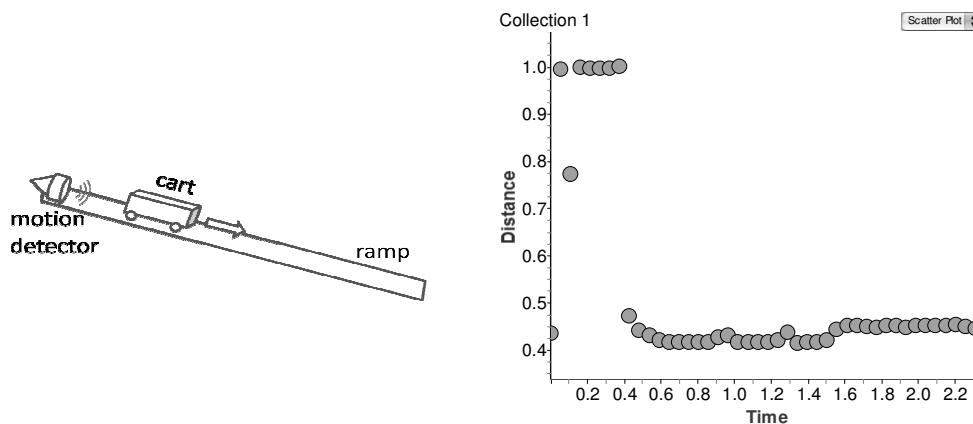 cart
motion
detector
ramp
Collection 1
Scatter Plot
Distance
1.0
0.9
0.8
0.7
0.6
0.5
0.4
0.2 0.4 0.6 0.8 1.0 1.2 1.4 1.6 1.8 2.0 2.2
Time